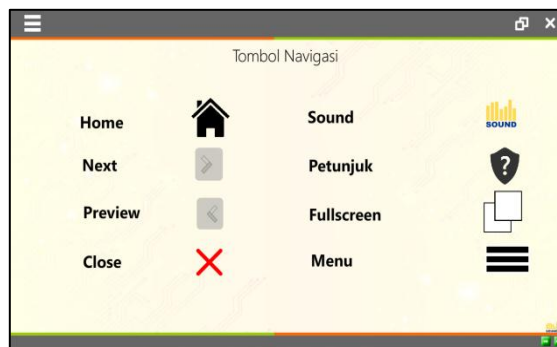 Tombol Navigasi
Home
Sound
SOUND
Next
Petunjuk
?
Preview
Fullscreen
Close
Menu